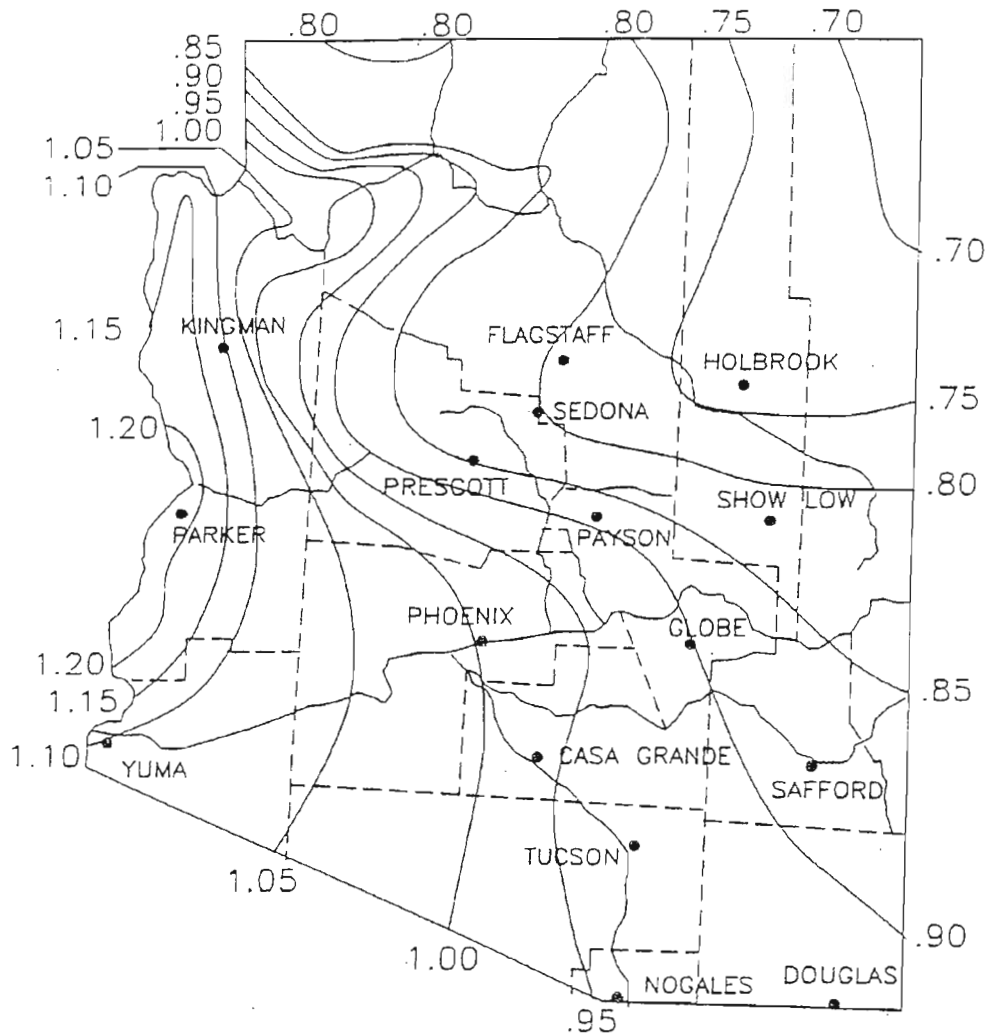 .80 .80 .80 .75 .70
.85
.90
.95
1.00
1.05
1.10
.70
1.15
KINGMAN
FLAGSTAFF
HOLBROOK
.75
1.20
SEDONA
PRESCOTT
.80
SHOW LOW
PARKER
PAYSON
PHOENIX
GLOBE
1.20
1.15
.85
1.10
YUMA
CASA GRANDE
SAFFORD
TUCSON
1.05
.90
1.00
NOGALES
DOUGLAS
.95